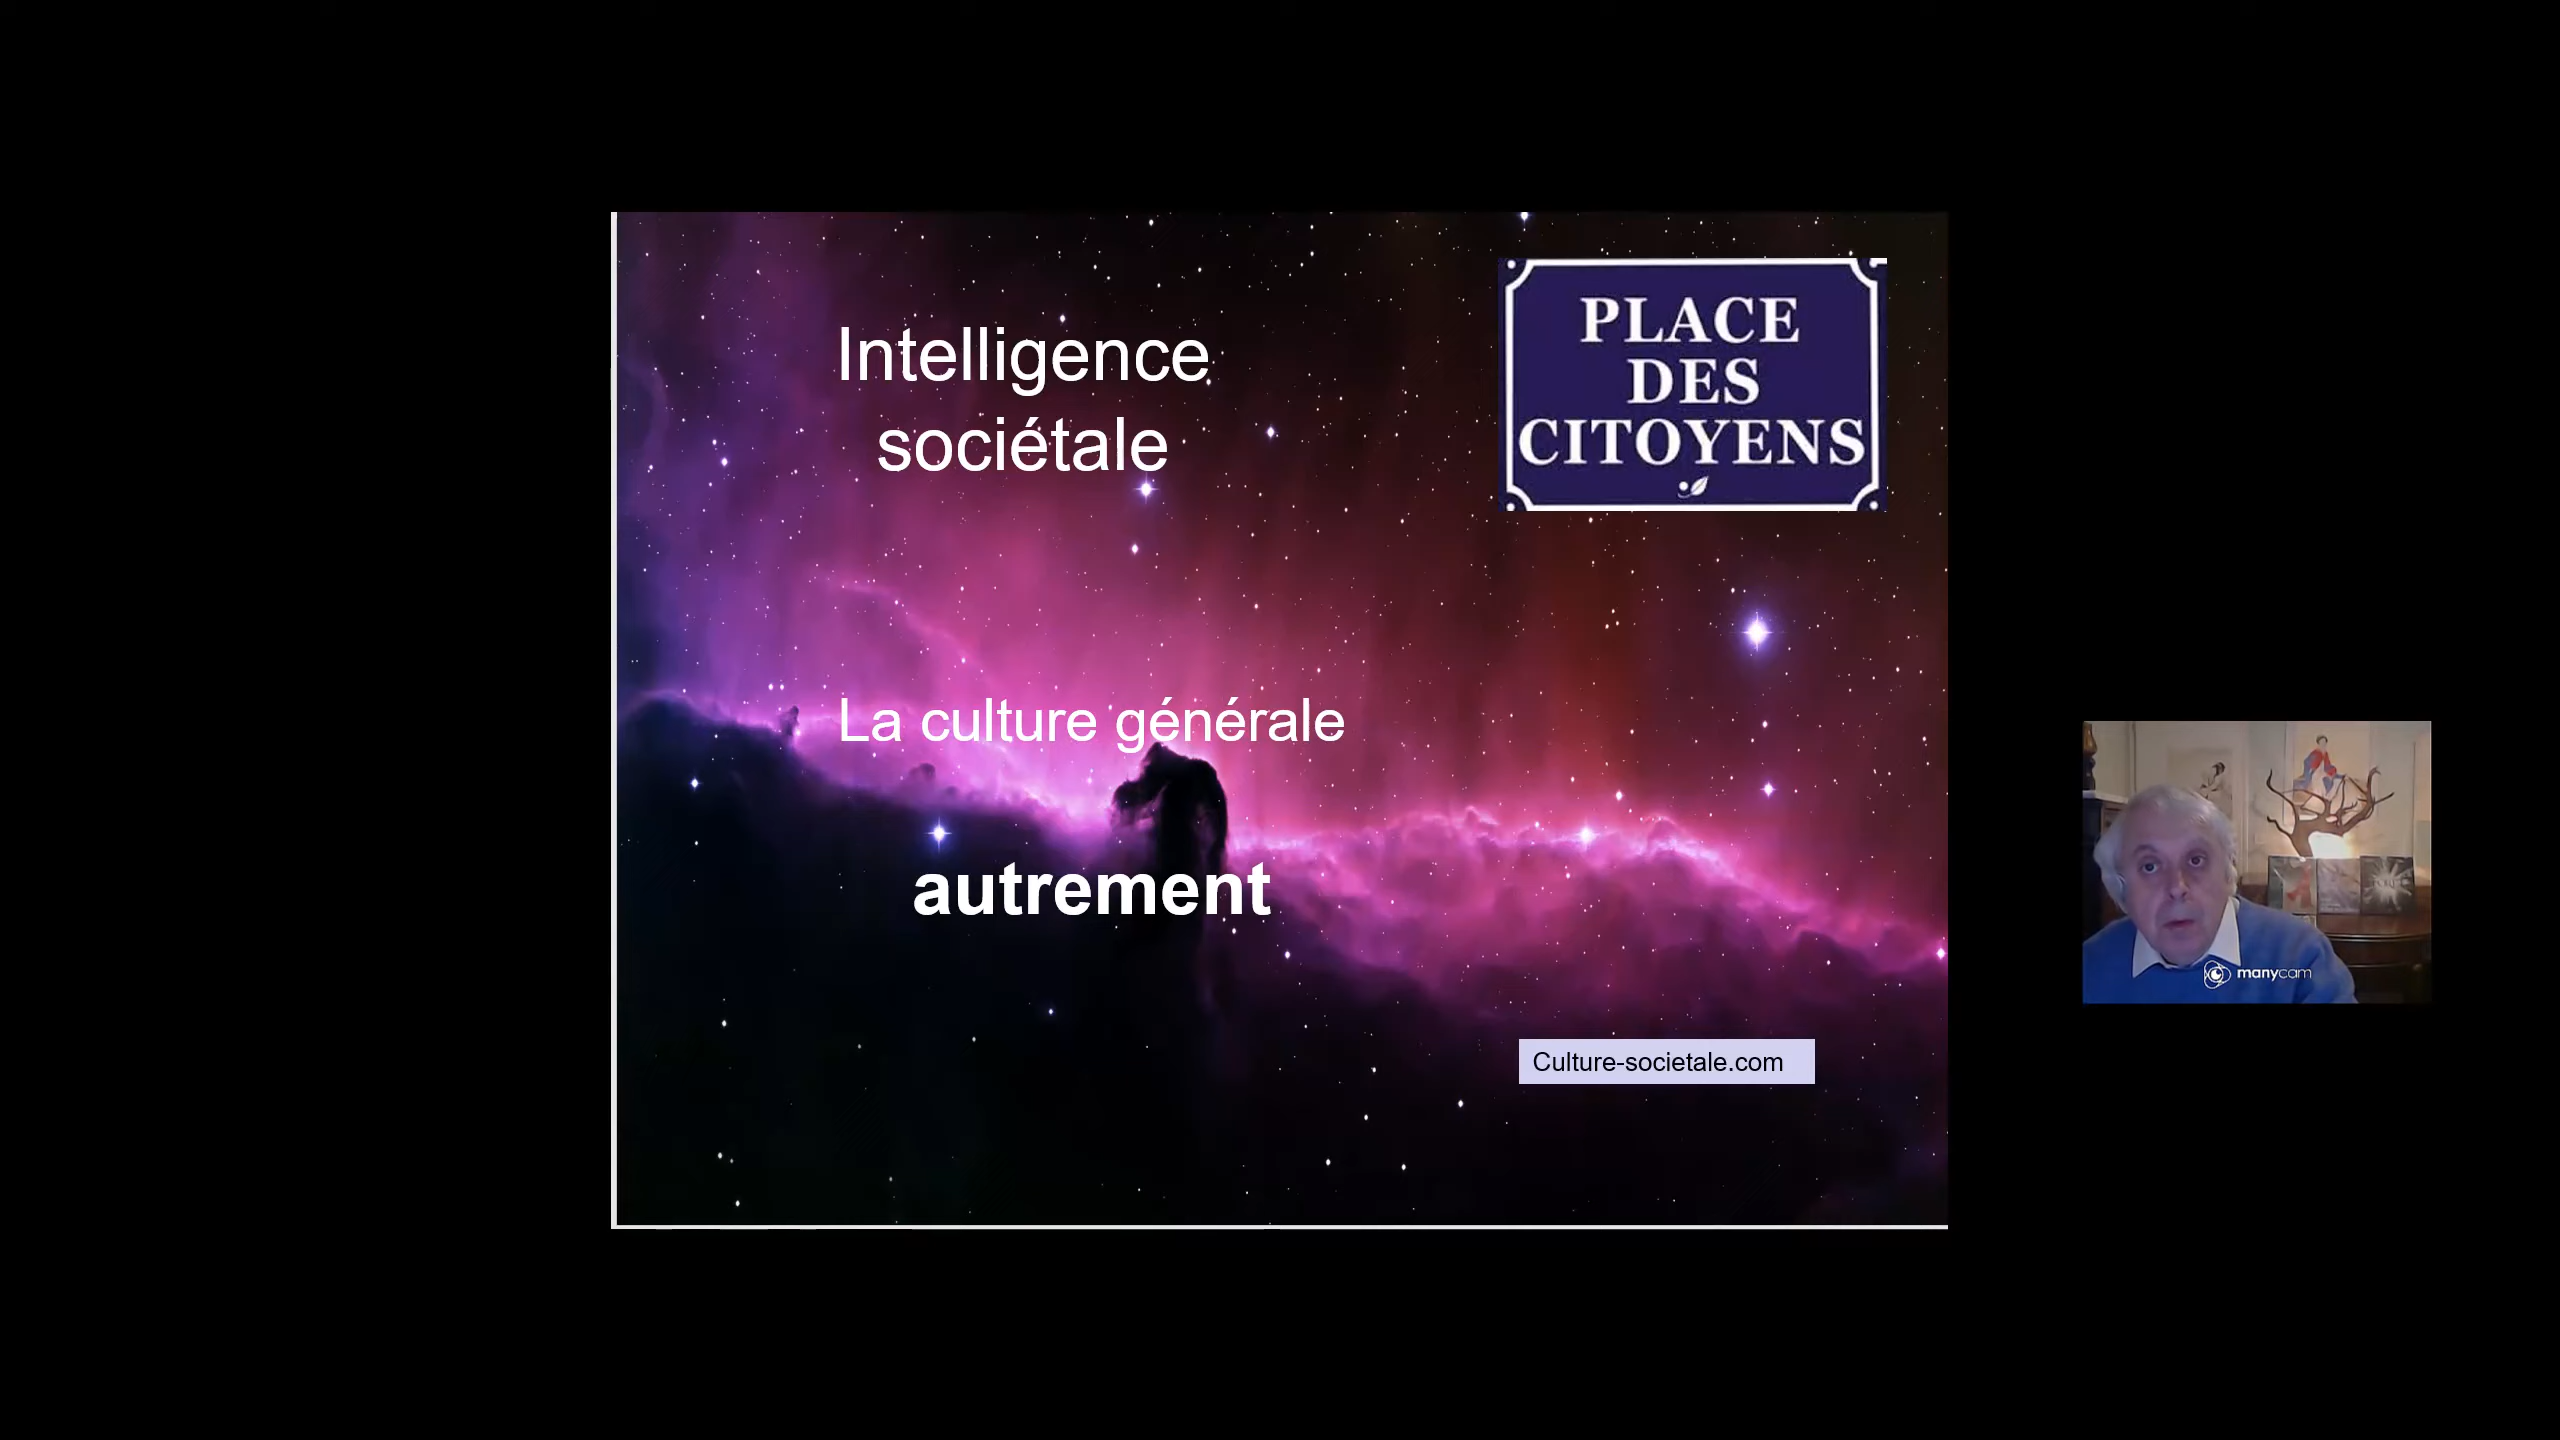 Intelligence
sociétale
PLACE
DES
CITOYENS
La culture générale
autrement
manycam
Culture-societale.com